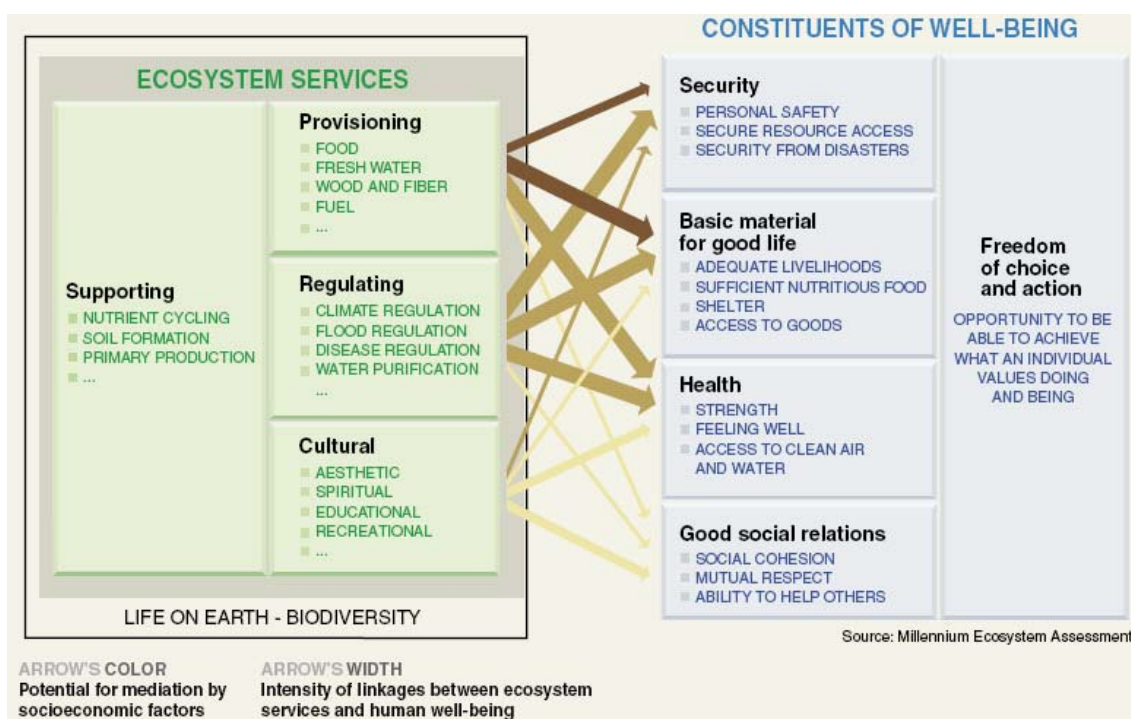 CONSTITUENTS OF WELL-BEING
ECOSYSTEM SERVICES
Supporting
NUTRIENT CYCLING
SOIL FORMATION
PRIMARY PRODUCTION
...
Provisioning
FOOD
FRESH WATER
WOOD AND FIBER
FUEL
...
Regulating
CLIMATE REGULATION
FLOOD REGULATION
DISEASE REGULATION
WATER PURIFICATION
...
Cultural
AESTHETIC
SPIRITUAL
EDUCATIONAL
RECREATIONAL
...
LIFE ON EARTH - BIODIVERSITY
Security
PERSONAL SAFETY
SECURE RESOURCE ACCESS
SECURITY FROM DISASTERS
Basic material
for good life
ADEQUATE LIVELIHOODS
SUFFICIENT NUTRITIOUS FOOD
SHELTER
ACCESS TO GOODS
Health
STRENGTH
FEELING WELL
ACCESS TO CLEAN AIR
AND WATER
Good social relations
SOCIAL COHESION
MUTUAL RESPECT
ABILITY TO HELP OTHERS
Freedom
of choice
and action
OPPORTUNITY TO BE
ABLE TO ACHIEVE
WHAT AN INDIVIDUAL
VALUES DOING
AND BEING
Source: Millennium Ecosystem Assessment
ARROW'S COLOR
Potential for mediation by
socioeconomic factors
ARROW'S WIDTH
Intensity of linkages between ecosystem
services and human well-being